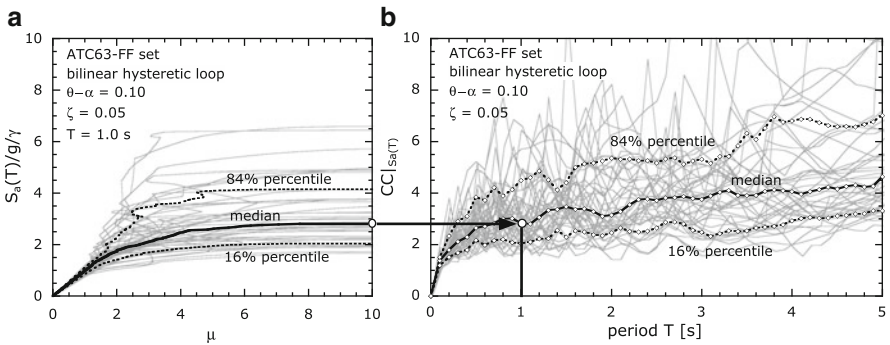 a
S_a(T)/g/γ
10
8
6
4
2
0
ATC63-FF set
bilinear hysteretic loop
θ−α = 0.10
ζ = 0.05
T = 1.0 s
84% percentile
median
16% percentile
0 2 4 6 8 10
μ
b
CC|_Sa(T)
10
8
6
4
2
0
ATC63-FF set
bilinear hysteretic loop
θ−α = 0.10
ζ = 0.05
84% percentile
median
16% percentile
0 1 2 3 4 5
period T [s]